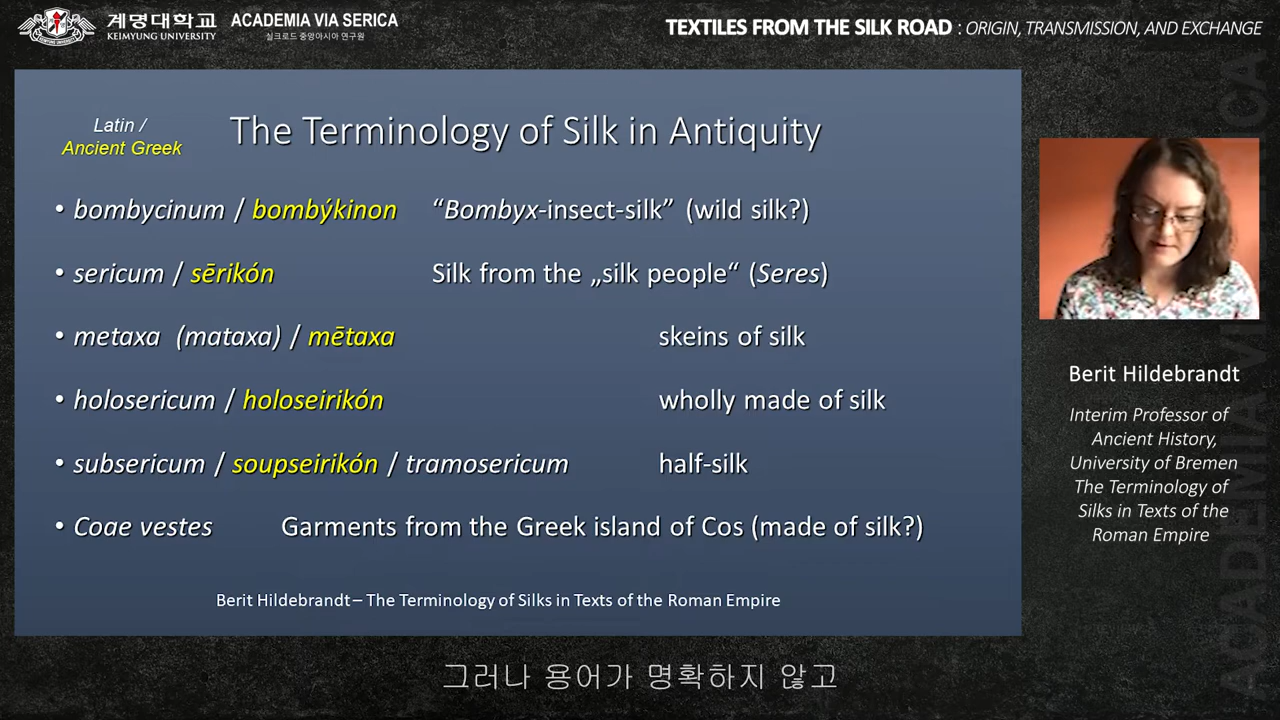 계명대학교
KEIMYUNG UNIVERSITY
ACADEMIA VIA SERICA
실크로드 중앙아시아 연구원
TEXTILES FROM THE SILK ROAD : ORIGIN, TRANSMISSION, AND EXCHANGE
Latin /
Ancient Greek
The Terminology of Silk in Antiquity
• bombycinum / bombýkinon “Bombyx-insect-silk” (wild silk?)
• sericum / sērikón Silk from the „silk people“ (Seres)
• metaxa (mataxa) / mētaxa skeins of silk
• holosericum / holoseirikón wholly made of silk
• subsericum / soupseirikón / tramosericum half-silk
• Coae vestes Garments from the Greek island of Cos (made of silk?)
Berit Hildebrandt – The Terminology of Silks in Texts of the Roman Empire
Berit Hildebrandt
Interim Professor of
Ancient History,
University of Bremen
The Terminology of
Silks in Texts of the
Roman Empire
ACADEMIA VIA SERICA
그러나 용어가 명확하지 않고